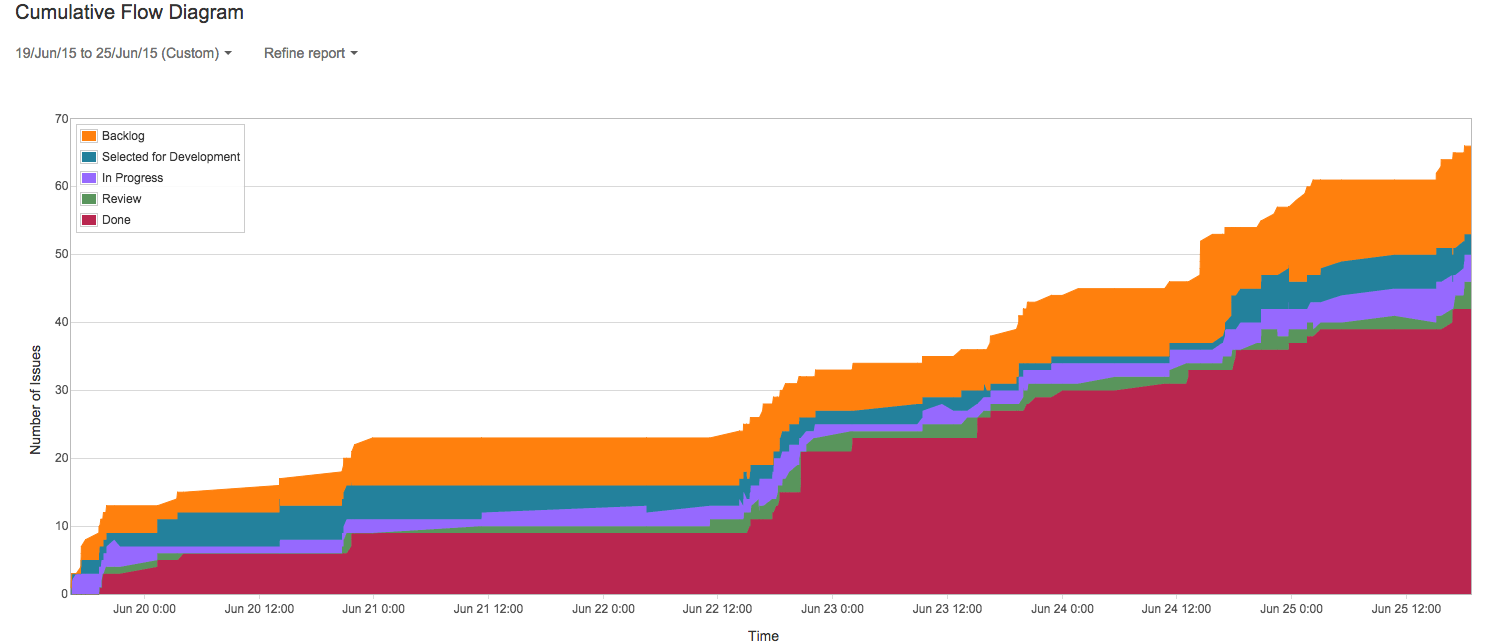 Cumulative Flow Diagram
19/Jun/15 to 25/Jun/15 (Custom)
Refine report
70
60
50
40
30
20
10
0
Number of Issues
Backlog
Selected for Development
In Progress
Review
Done
Jun 20 0:00
Jun 20 12:00
Jun 21 0:00
Jun 21 12:00
Jun 22 0:00
Jun 22 12:00
Jun 23 0:00
Jun 23 12:00
Jun 24 0:00
Jun 24 12:00
Jun 25 0:00
Jun 25 12:00
Time